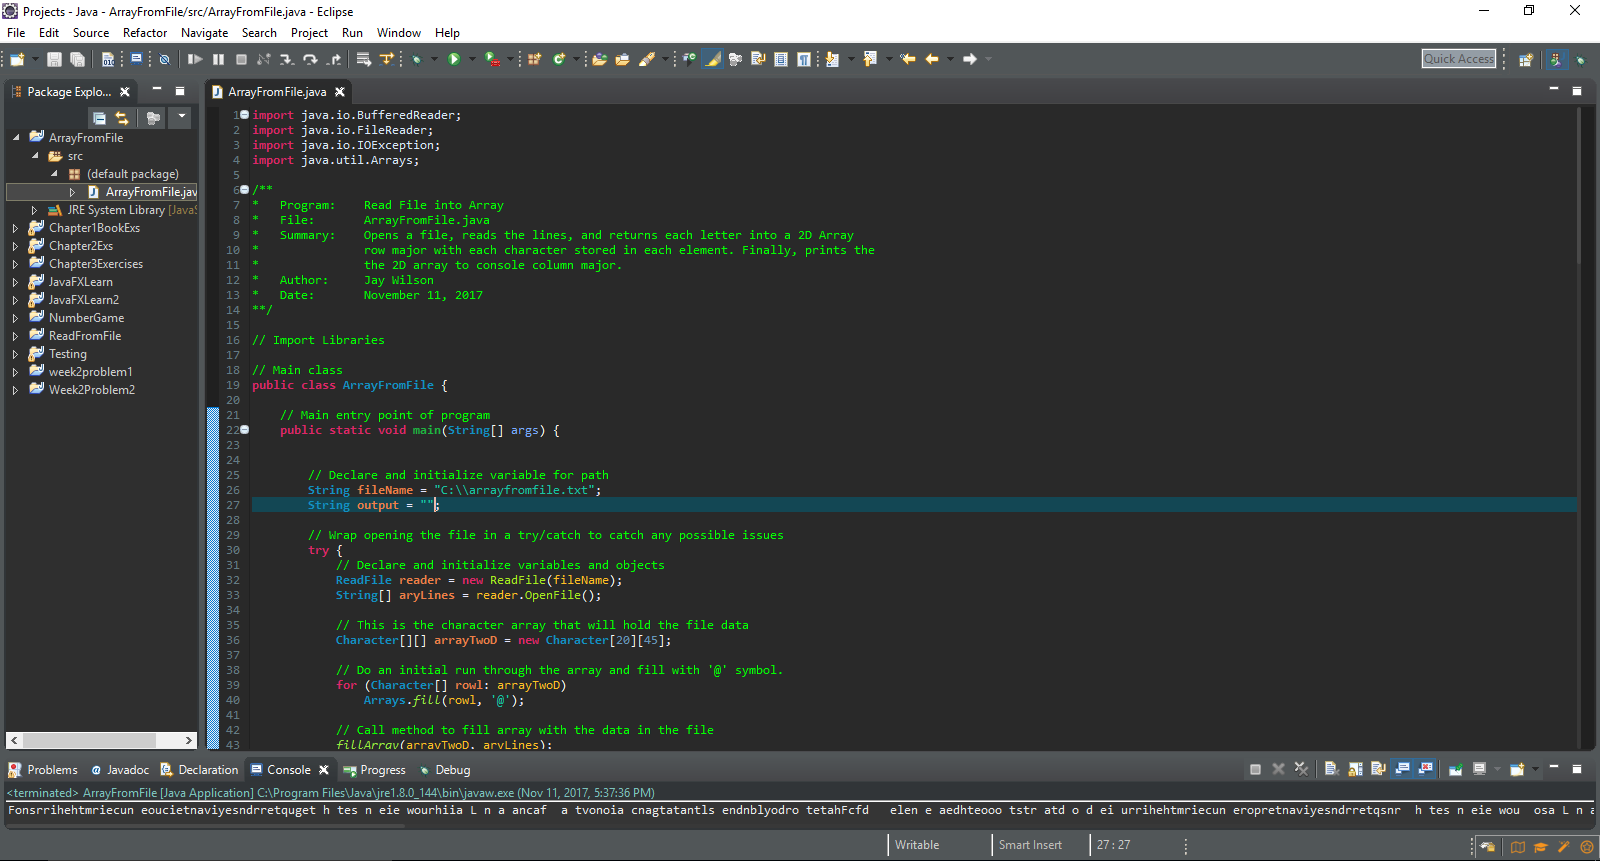 Projects - Java - ArrayFromFile/src/ArrayFromFile.java - Eclipse
File Edit Source Refactor Navigate Search Project Run Window Help
Quick Access
Package Explo...
ArrayFromFile
src
(default package)
ArrayFromFile.jav
JRE System Library [JavaS
Chapter1BookExs
Chapter2Exs
Chapter3Exercises
JavaFXLearn
JavaFXLearn2
NumberGame
ReadFromFile
Testing
week2problem1
Week2Problem2
ArrayFromFile.java
1 import java.io.BufferedReader;
2 import java.io.FileReader;
3 import java.io.IOException;
4 import java.util.Arrays;
5
6 /**
7 *   Program:    Read File into Array
8 *   File:       ArrayFromFile.java
9 *   Summary:    Opens a file, reads the lines, and returns each letter into a 2D Array
10 *               row major with each character stored in each element. Finally, prints the
11 *               the 2D array to console column major.
12 *   Author:     Jay Wilson
13 *   Date:       November 11, 2017
14 **/
15
16 // Import Libraries
17
18 // Main class
19 public class ArrayFromFile {
20
21     // Main entry point of program
22     public static void main(String[] args) {
23
24
25         // Declare and initialize variable for path
26         String fileName = "C:\\arrayfromfile.txt";
27         String output = "";
28
29         // Wrap opening the file in a try/catch to catch any possible issues
30         try {
31             // Declare and initialize variables and objects
32             ReadFile reader = new ReadFile(fileName);
33             String[] aryLines = reader.OpenFile();
34
35             // This is the character array that will hold the file data
36             Character[][] arrayTwoD = new Character[20][45];
37
38             // Do an initial run through the array and fill with '@' symbol.
39             for (Character[] rowl: arrayTwoD)
40                 Arrays.fill(rowl, '@');
41
42             // Call method to fill array with the data in the file
43             fillArray(arrayTwoD, aryLines);
Problems Javadoc Declaration Console Progress Debug
<terminated> ArrayFromFile [Java Application] C:\Program Files\Java\jre1.8.0_144\bin\javaw.exe (Nov 11, 2017, 5:37:36 PM)
Fonsrrihehtmriecun eoucietnaviyesndrretquget h tes n eie wourhiia L n a ancaf  a tvonoia cnagtatantls endnblyodro tetahFcfd   elen e aedhteooo tstr atd o d ei urrihehtmriecun eropretnaviyesndrretqsnr  h tes n eie wou  osa L n a
Writable Smart Insert 27 : 27